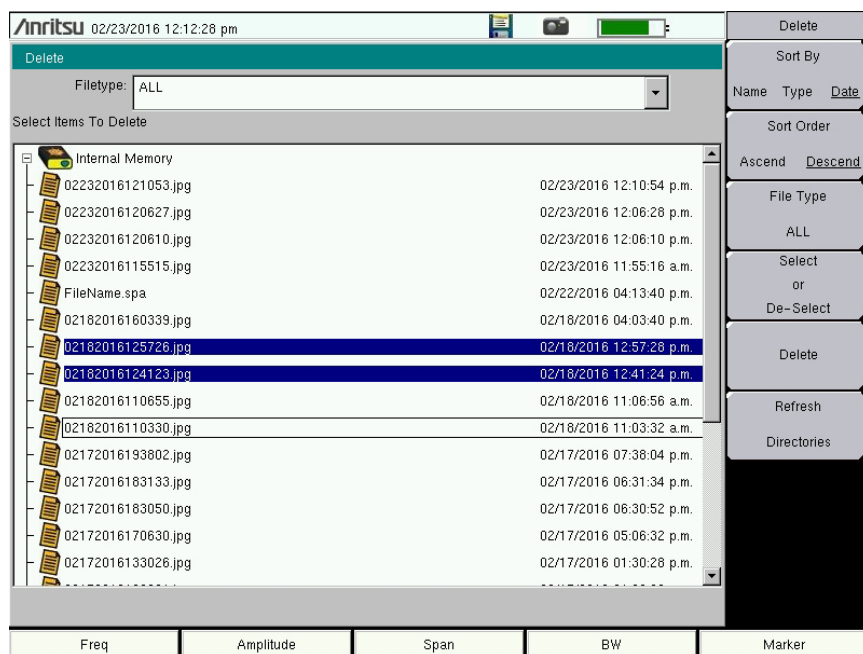 Anritsu 02/23/2016 12:12:28 pm
Delete
Filetype: ALL
Select Items To Delete
Internal Memory
02232016121053.jpg 02/23/2016 12:10:54 p.m.
02232016120627.jpg 02/23/2016 12:06:28 p.m.
02232016120610.jpg 02/23/2016 12:06:10 p.m.
02232016115515.jpg 02/23/2016 11:55:16 a.m.
FileName.spa 02/22/2016 04:13:40 p.m.
02182016160339.jpg 02/18/2016 04:03:40 p.m.
02182016125726.jpg 02/18/2016 12:57:28 p.m.
02182016124123.jpg 02/18/2016 12:41:24 p.m.
02182016110655.jpg 02/18/2016 11:06:56 a.m.
02182016110330.jpg 02/18/2016 11:03:32 a.m.
02172016193802.jpg 02/17/2016 07:38:04 p.m.
02172016183133.jpg 02/17/2016 06:31:34 p.m.
02172016183050.jpg 02/17/2016 06:30:52 p.m.
02172016170630.jpg 02/17/2016 05:06:32 p.m.
02172016133026.jpg 02/17/2016 01:30:28 p.m.
Delete
Sort By
Name Type Date
Sort Order
Ascend Descend
File Type
ALL
Select
or
De-Select
Delete
Refresh
Directories
Freq Amplitude Span BW Marker